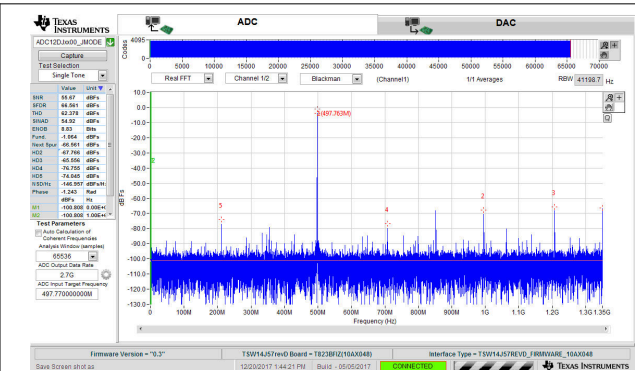 TEXAS
INSTRUMENTS
ADC
DAC
ADC12DJxx00_JMODE
Capture
Test Selection
Single Tone
Value Unit
SNR 55.67 dBFs
SFDR 66.561 dBFs
THD 62.378 dBFs
SINAD 54.92 dBFs
ENOB 8.83 Bits
Fund. -1.064 dBFs
Next Spur -66.961 dBFs
HD2 -67.766 dBFs
HD3 -65.556 dBFs
HD4 -76.755 dBFs
HD5 -74.045 dBFs
NSD/Hz -146.957 dBFs/Hz
Phase -1.243 Rad
dBFs Hz
M1 -100.808 0.00E+
M2 -100.808 1.00E+
Test Parameters
Auto Calculation of
Coherent Frequencies
Analysis Window (samples)
65536
ADC Output Data Rate
2.7G
ADC Input Target Frequency
497.770000000M
Codes
4095
0
0 5000 10000 15000 20000 25000 30000 35000 40000 45000 50000 55000 60000 65000 70000
Real FFT Channel 1/2 Blackman (Channel1) 1/1 Averages RBW 41198.7 Hz
dBFs
10.0
0.0
-10.0
-20.0
-30.0
-40.0
-50.0
-60.0
-70.0
-80.0
-90.0
-100.0
-110.0
-120.0
-130.0
(497.763M)
5
4
2
3
0 100M 200M 300M 400M 500M 600M 700M 800M 900M 1G 1.1G 1.2G 1.3G 1.35G
Frequency (Hz)
Firmware Version = "0.3" TSW14J57revD Board = T823BFIZ(10AX048) Interface Type = TSW14J57REVD_FIRMWARE_10AX048
Save Screen shot as 12/20/2017 1:44:21 PM Build - 05/05/2017 CONNECTED TEXAS INSTRUMENTS